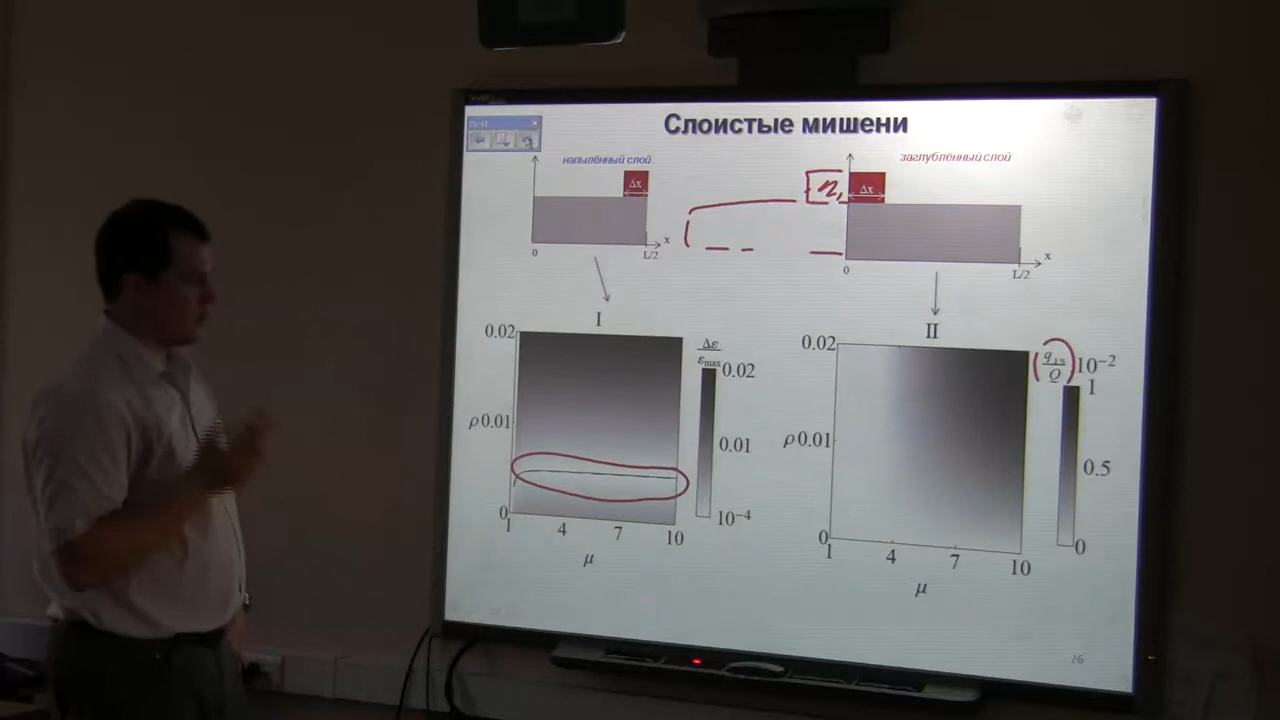 Слоистые мишени
напылённый слой
заглублённый слой
Δx
n,
Δx
x
x
0
L/2
0
L/2
I
II
0.02
ρ 0.01
0
1 4 7 10
μ
Δε
εmax
0.02
0.01
10⁻⁴
0.02
ρ 0.01
0
1 4 7 10
μ
Q
10⁻²
1
0.5
0
26